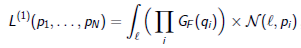 L^{(1)}(p_1, \ldots, p_N) = \int_{\ell} \left( \prod_i G_F(q_i) \right) \times \mathcal{N}(\ell, p_i)